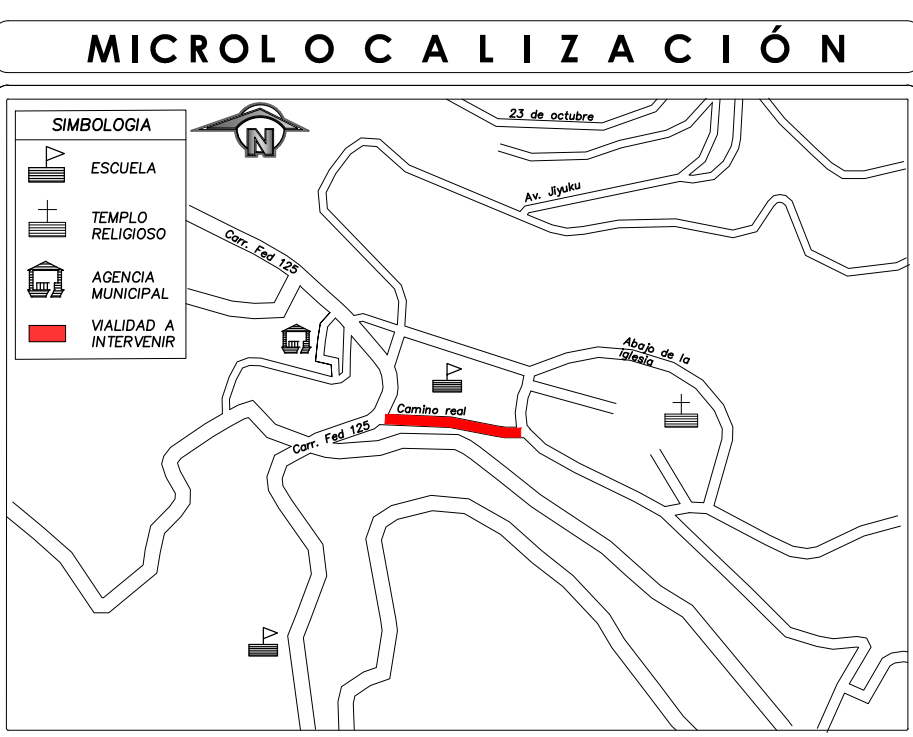 MICROLOCALIZACIÓN
SIMBOLOGIA
ESCUELA
TEMPLO
RELIGIOSO
AGENCIA
MUNICIPAL
VIALIDAD A
INTERVENIR
N
23 de octubre
Av. Jiyuku
Carr. Fed 125
Abajo de la
Iglesia
Camino real
Carr. Fed 125